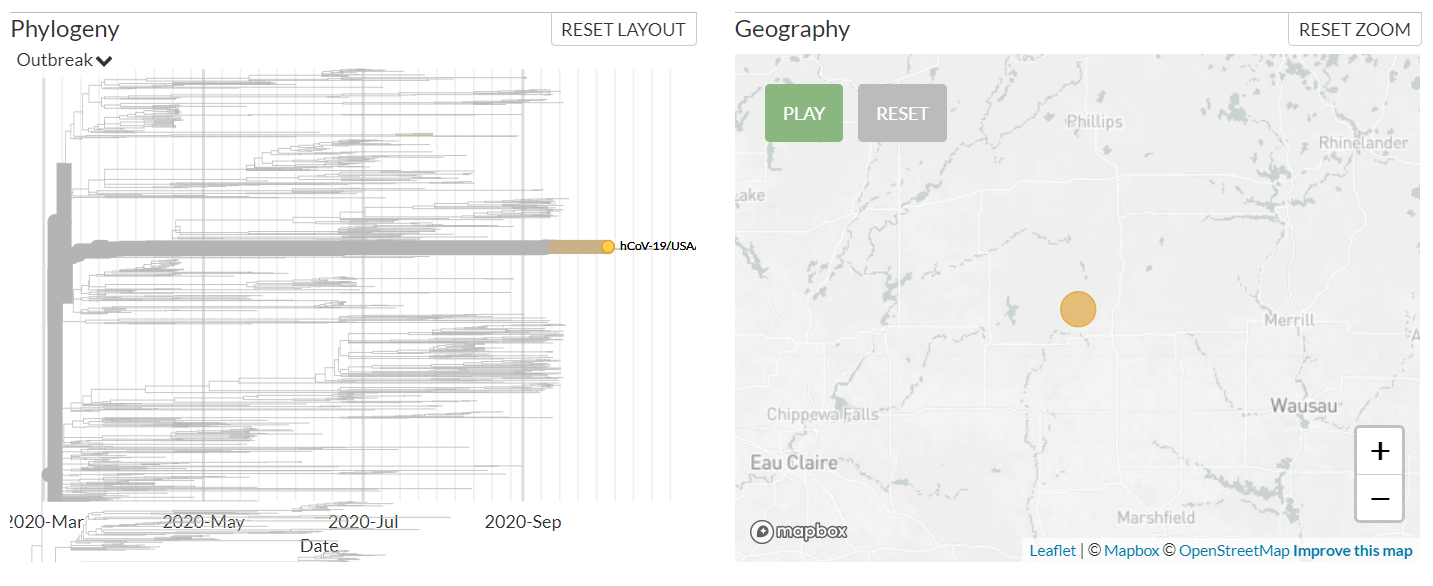 Phylogeny
RESET LAYOUT
Outbreak
hCoV-19/USA/
2020-Mar
2020-May
2020-Jul
2020-Sep
Date
Geography
RESET ZOOM
PLAY
RESET
Phillips
Rhinelander
Lake
Merrill
Chippewa Falls
Wausau
Eau Claire
Marshfield
A
+
−
mapbox
Leaflet | © Mapbox © OpenStreetMap Improve this map